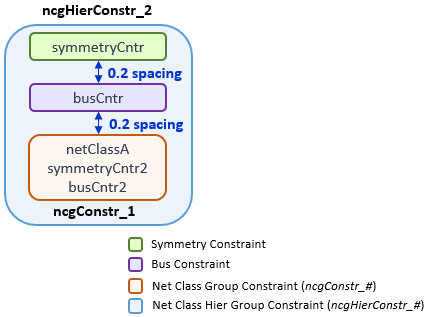 ncgHierConstr_2
symmetryCntr
0.2 spacing
busCntr
0.2 spacing
netClassA
symmetryCntr2
busCntr2
ncgConstr_1
Symmetry Constraint
Bus Constraint
Net Class Group Constraint (ncgConstr_#)
Net Class Hier Group Constraint (ncgHierConstr_#)